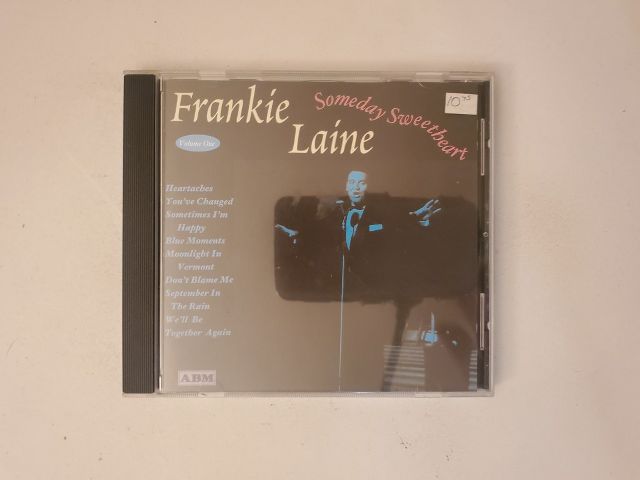 Frankie
Laine
Someday Sweetheart
10.45
Volume One
Heartaches
You've Changed
Sometimes I'm
Happy
Blue Moments
Moonlight In
Vermont
Don't Blame Me
September In
The Rain
We'll Be
Together Again
ABM